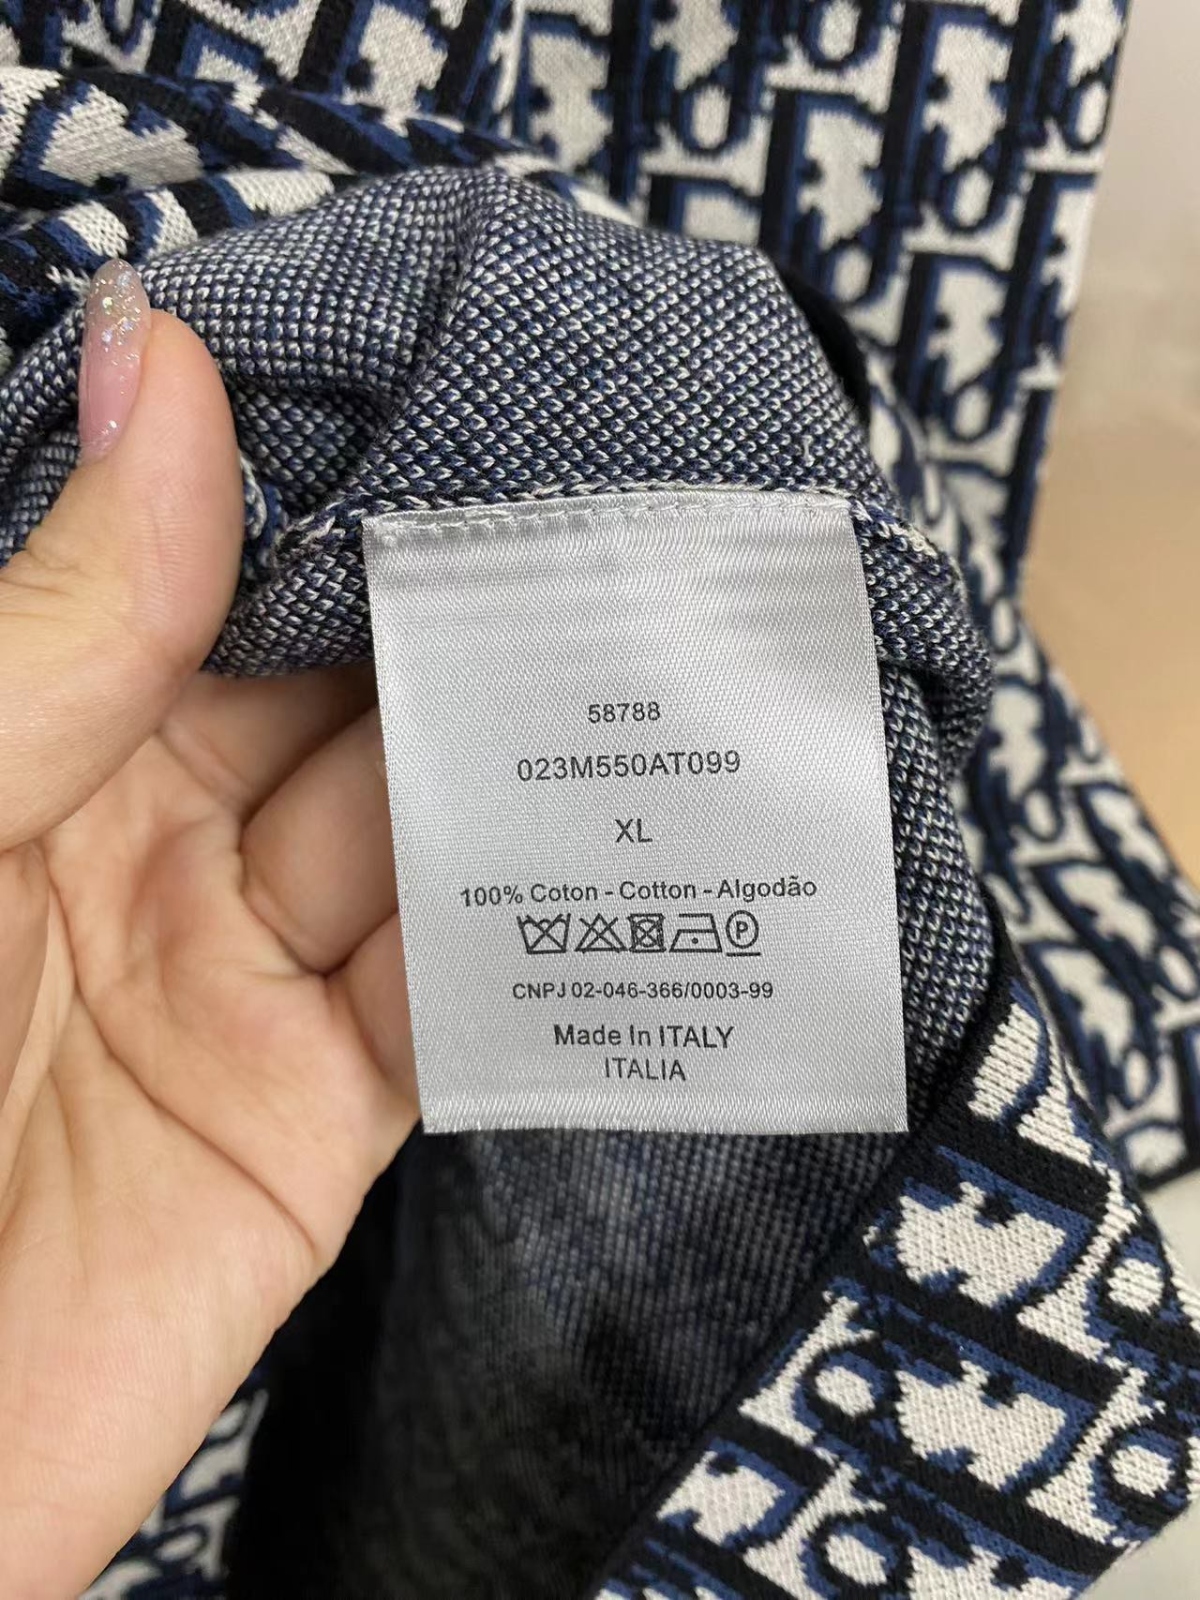 58788
023M550AT099
XL
100% Coton - Cotton - Algodão
P
CNPJ 02-046-366/0003-99
Made In ITALY
ITALIA